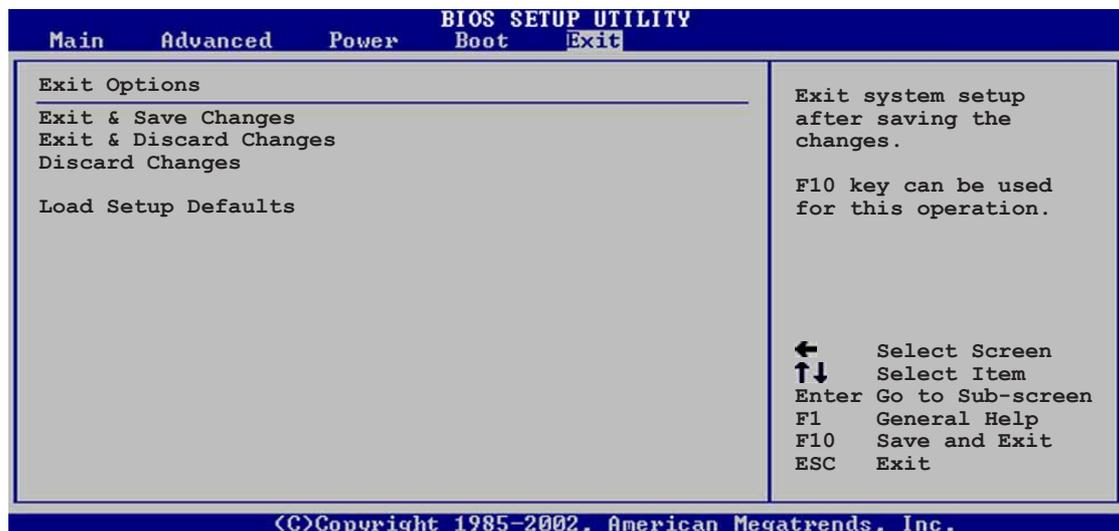 BIOS SETUP UTILITY
Main Advanced Power Boot Exit
Exit Options
Exit & Save Changes
Exit & Discard Changes
Discard Changes
Load Setup Defaults
Exit system setup
after saving the
changes.
F10 key can be used
for this operation.
← Select Screen
↑↓ Select Item
Enter Go to Sub-screen
F1 General Help
F10 Save and Exit
ESC Exit
(C)Copyright 1985-2002, American Megatrends, Inc.